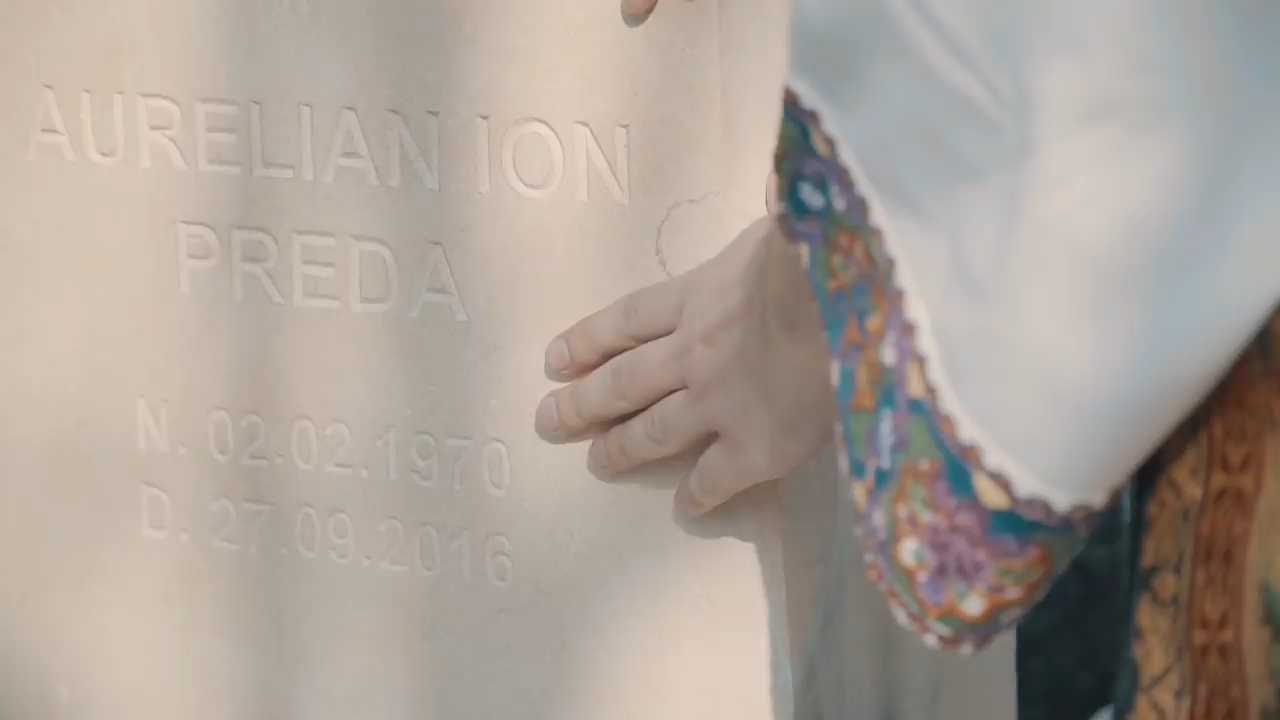 AURELIAN ION
PREDA
N. 02.02.1970
D. 27.09.2016